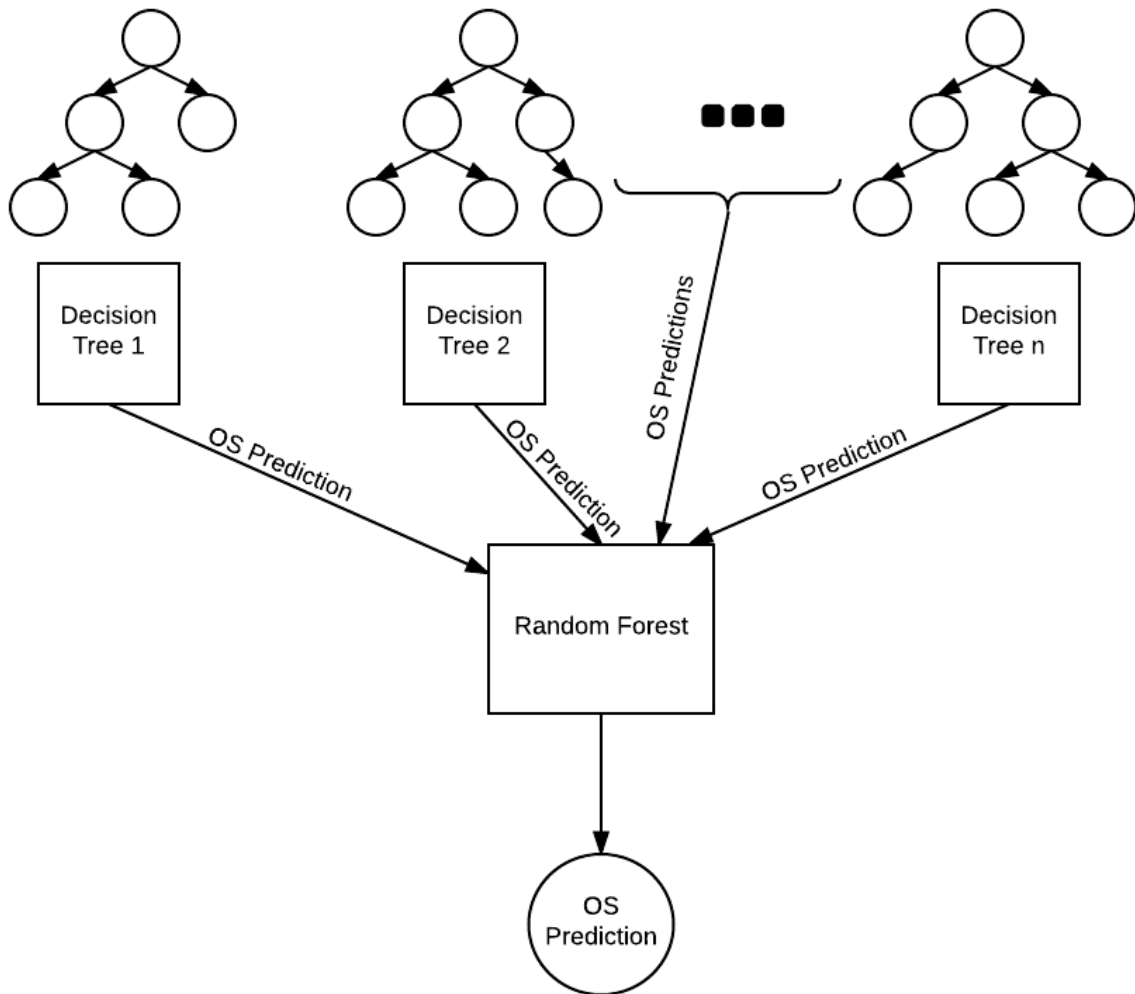 Decision
Tree 1
Decision
Tree 2
Decision
Tree n
OS Prediction
OS Prediction
OS Predictions
OS Prediction
Random Forest
OS
Prediction